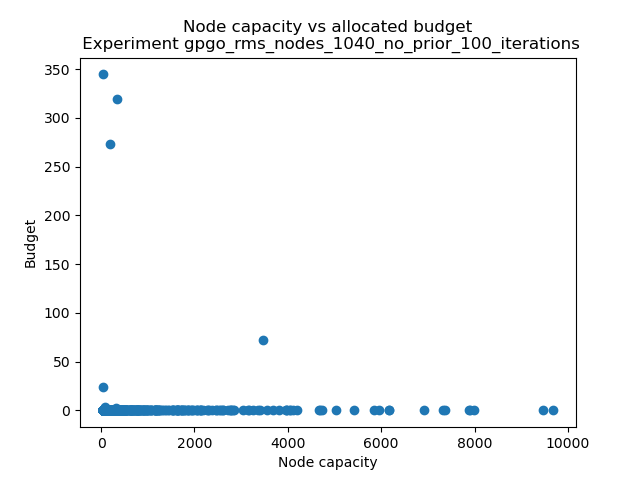 Node capacity vs allocated budget
Experiment gpgo_rms_nodes_1040_no_prior_100_iterations
350
300
250
200
150
100
50
0
Budget
0 2000 4000 6000 8000 10000
Node capacity